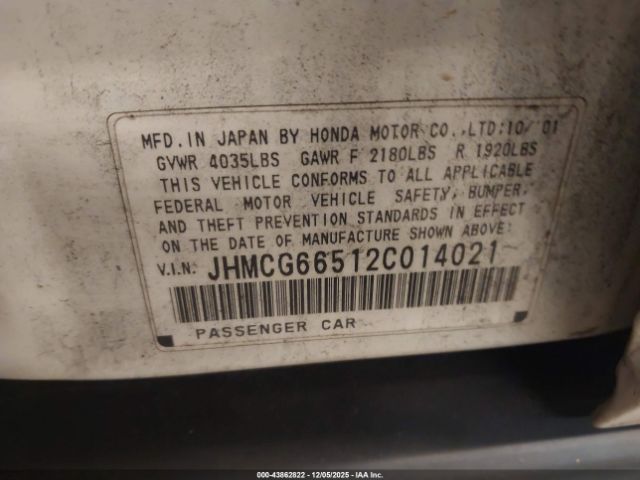 MFD. IN JAPAN BY HONDA MOTOR CO., LTD: 10/'01
GVWR 4035LBS GAWR F 2180LBS R 1920LBS
THIS VEHICLE CONFORMS TO ALL APPLICABLE
FEDERAL MOTOR VEHICLE SAFETY, BUMPER,
AND THEFT PREVENTION STANDARDS IN EFFECT
ON THE DATE OF MANUFACTURE SHOWN ABOVE.
V.I.N: JHMCG66512C014021
PASSENGER CAR
000-43862822 | 12/05/2025 | © IAA Inc.